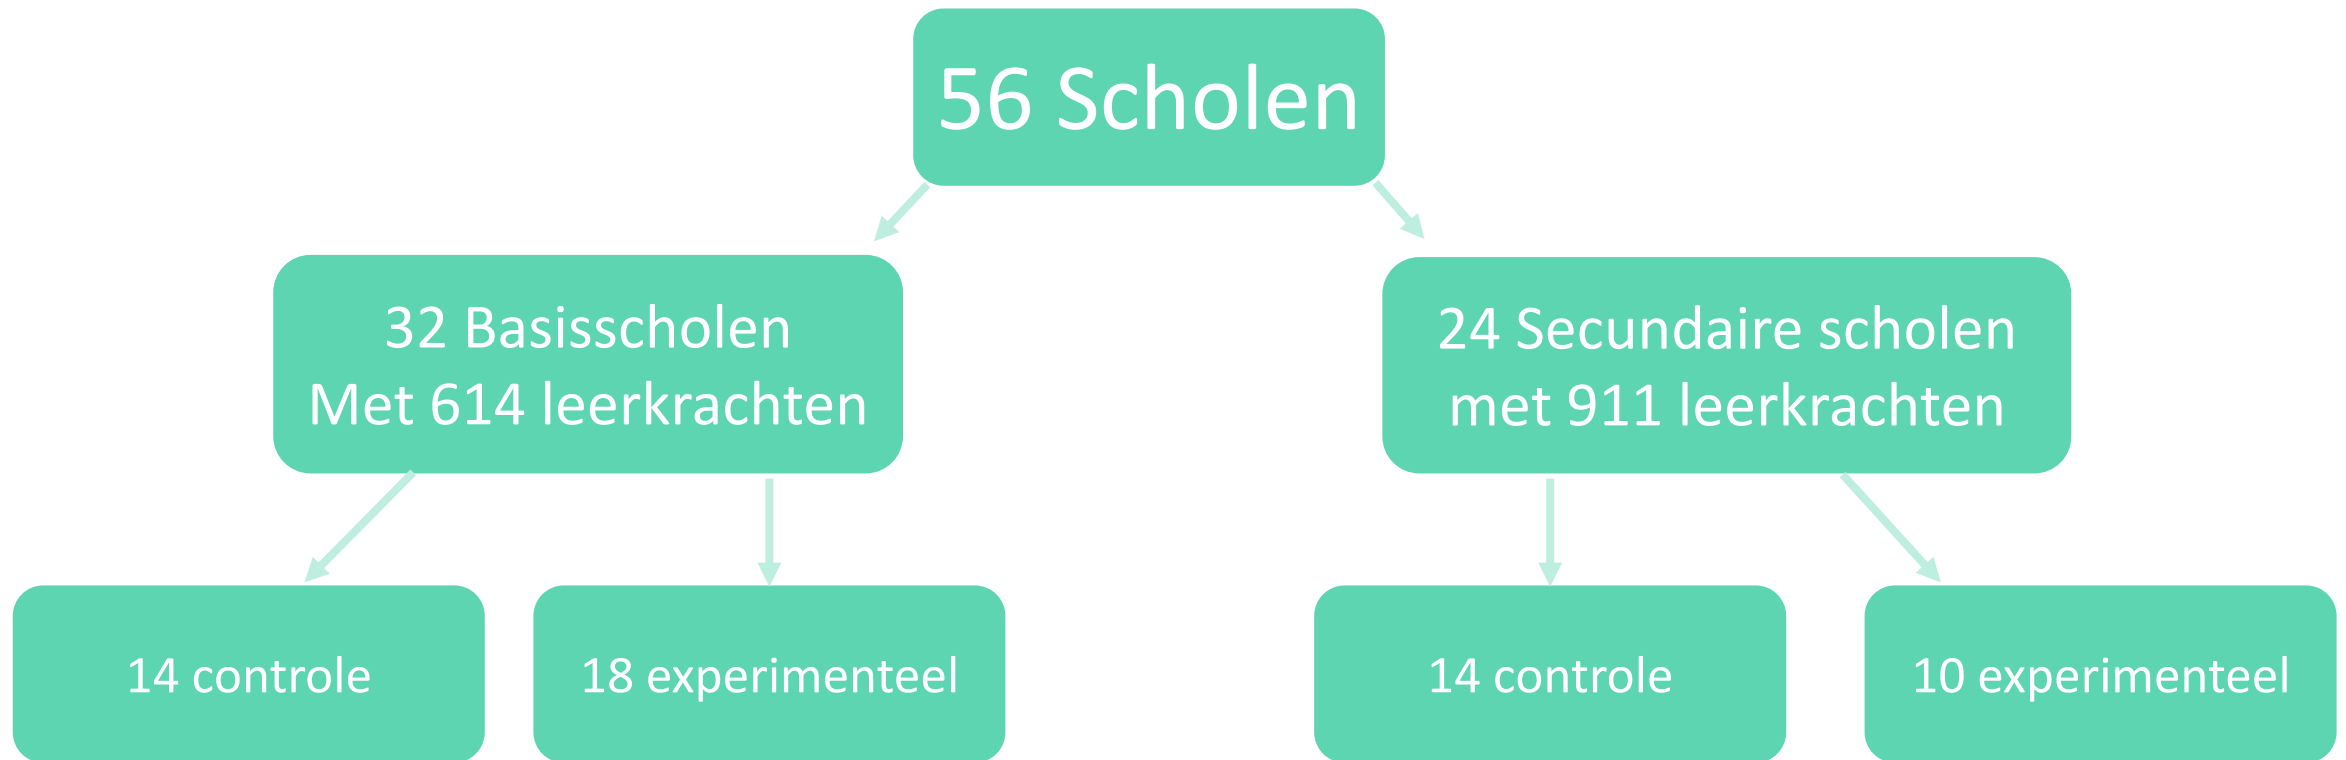 56 Scholen
32 Basisscholen
Met 614 leerkrachten
24 Secundaire scholen
met 911 leerkrachten
14 controle
18 experimenteel
14 controle
10 experimenteel